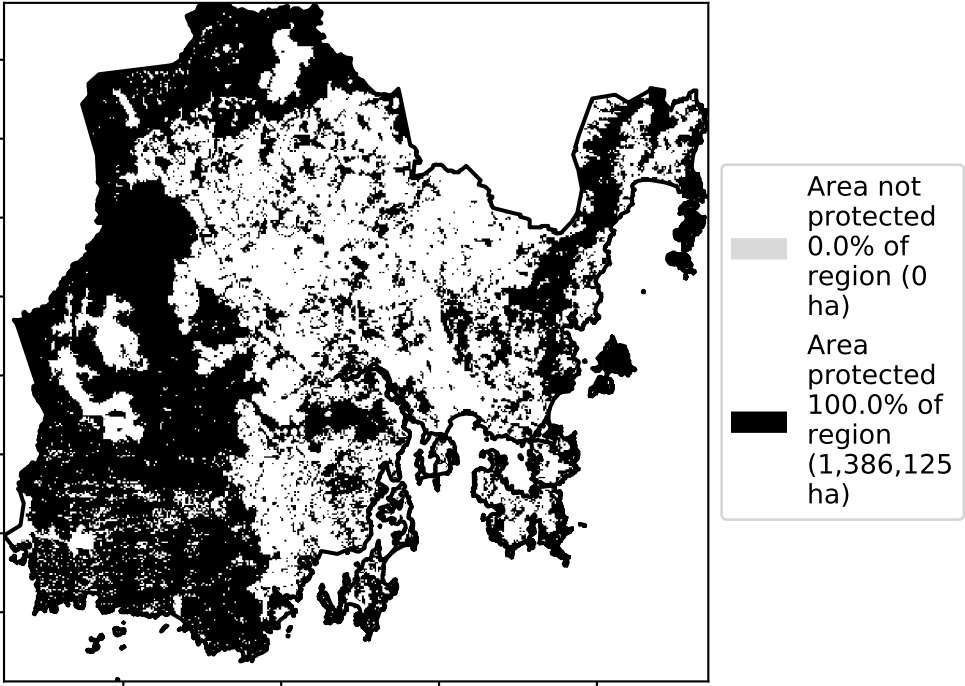 Area not
protected
0.0% of
region (0
ha)
Area
protected
100.0% of
region
(1,386,125
ha)